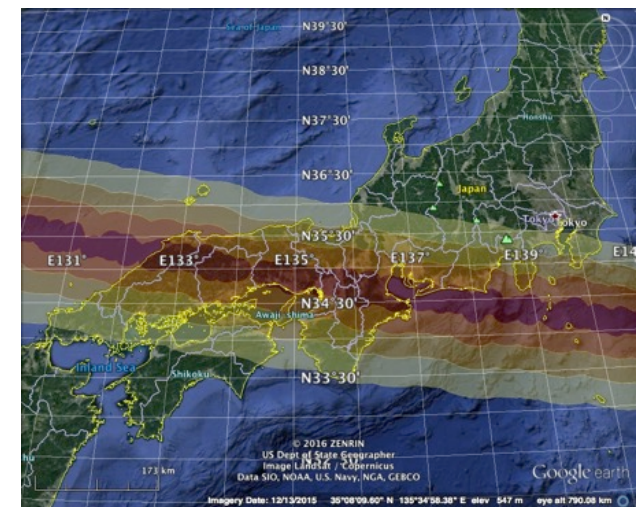 Sea of Japan
N39°30'
N38°30'
N37°30'
Honshu
N36°30'
Japan
Tokyo
Tokyo
N35°30'
E131°
E133°
E135°
E137°
E139°
E14
N34°30'
Awaji-shima
Inland Sea
Shikoku
N33°30'
© 2016 ZENRIN
US Dept of State Geographer
Image Landsat / Copernicus
Data SIO, NOAA, U.S. Navy, NGA, GEBCO
173 km
Google earth
Imagery Date: 12/13/2015 35°08'09.60" N 135°34'58.38" E elev 547 m eye alt 790.08 km